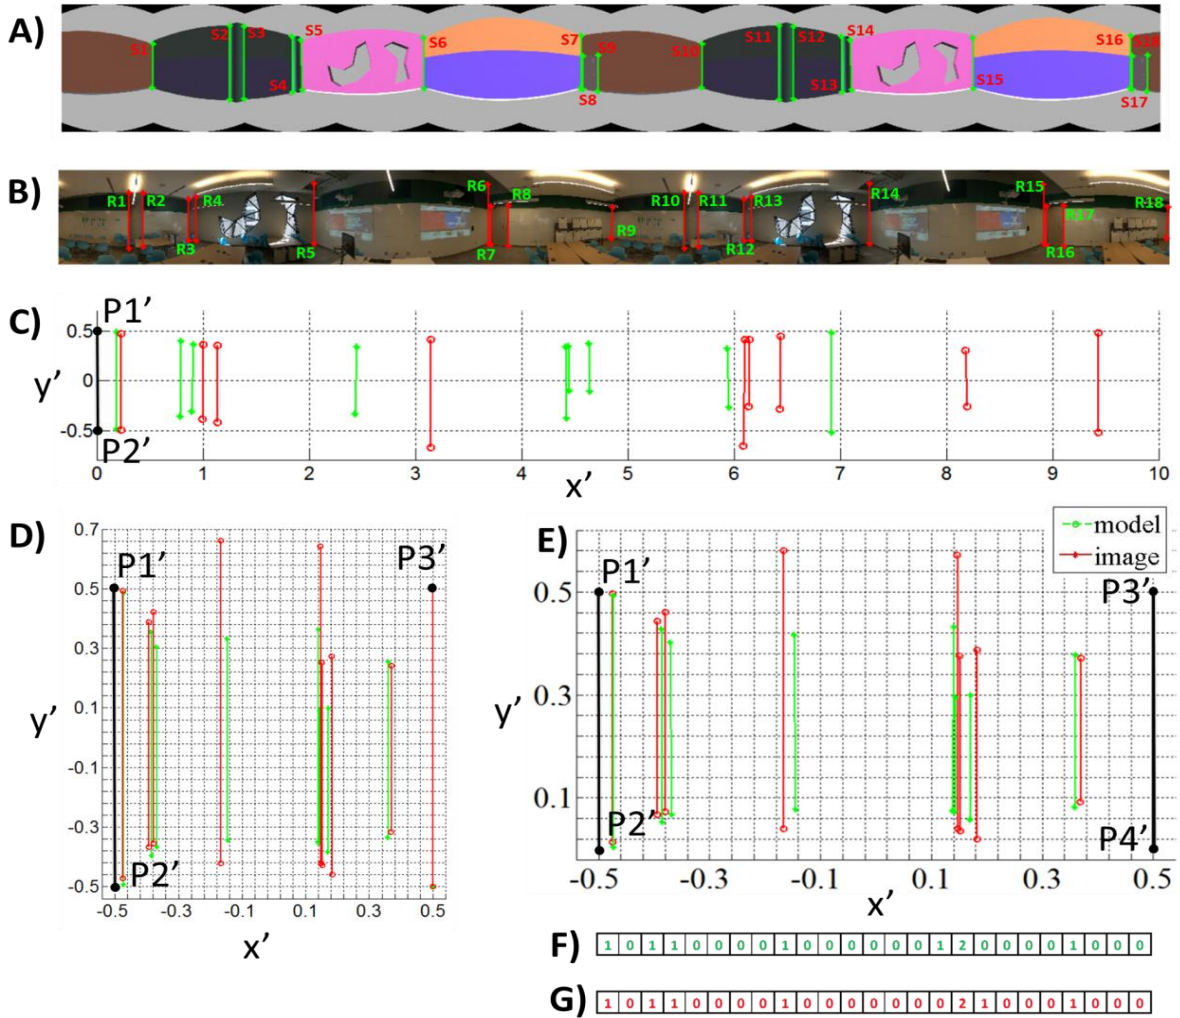 A)
S1 S2 S3 S5 S6 S7 S9 S10 S11 S12 S14 S16 S18
S4 S8 S13 S15 S17
B)
R1 R2 R4 R6 R8 R10 R11 R13 R14 R15 R17 R18
R3 R5 R7 R9 R12 R16
C)
P1’
0.5
y’
0
-0.5
P2’
0 1 2 3 4 5 6 7 8 9 10
x’
D)
0.7
P1’ P3’
0.5
0.3
0.1
y’
-0.1
-0.3
P2’
-0.5
-0.5 -0.3 -0.1 0.1 0.3 0.5
x’
E)
model
image
P1’ P3’
0.5
0.3
y’
0.1
P2’ P4’
-0.5 -0.3 -0.1 0.1 0.3 0.5
x’
F) 1 0 1 1 0 0 0 0 1 0 0 0 0 0 0 1 2 0 0 0 0 1 0 0 0
G) 1 0 1 1 0 0 0 0 1 0 0 0 0 0 0 0 2 1 0 0 0 1 0 0 0